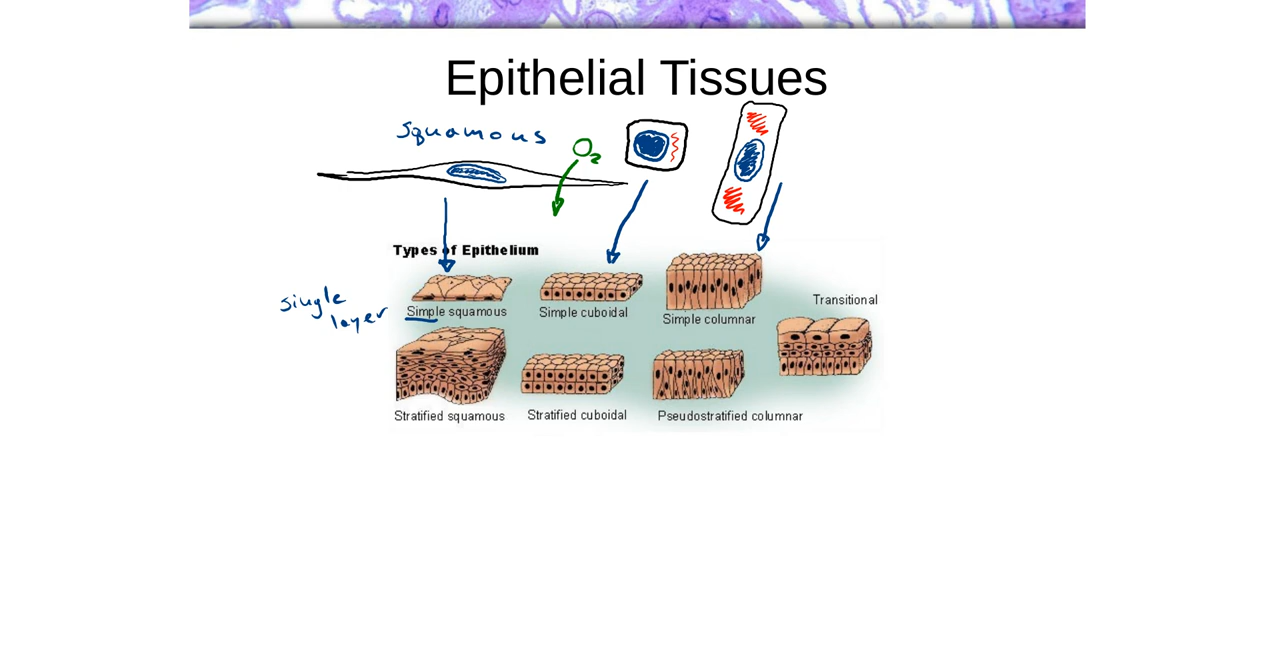 Epithelial Tissues
squamous
O2
Types of Epithelium
single
layer
Simple squamous
Simple cuboidal
Simple columnar
Transitional
Stratified squamous
Stratified cuboidal
Pseudostratified columnar